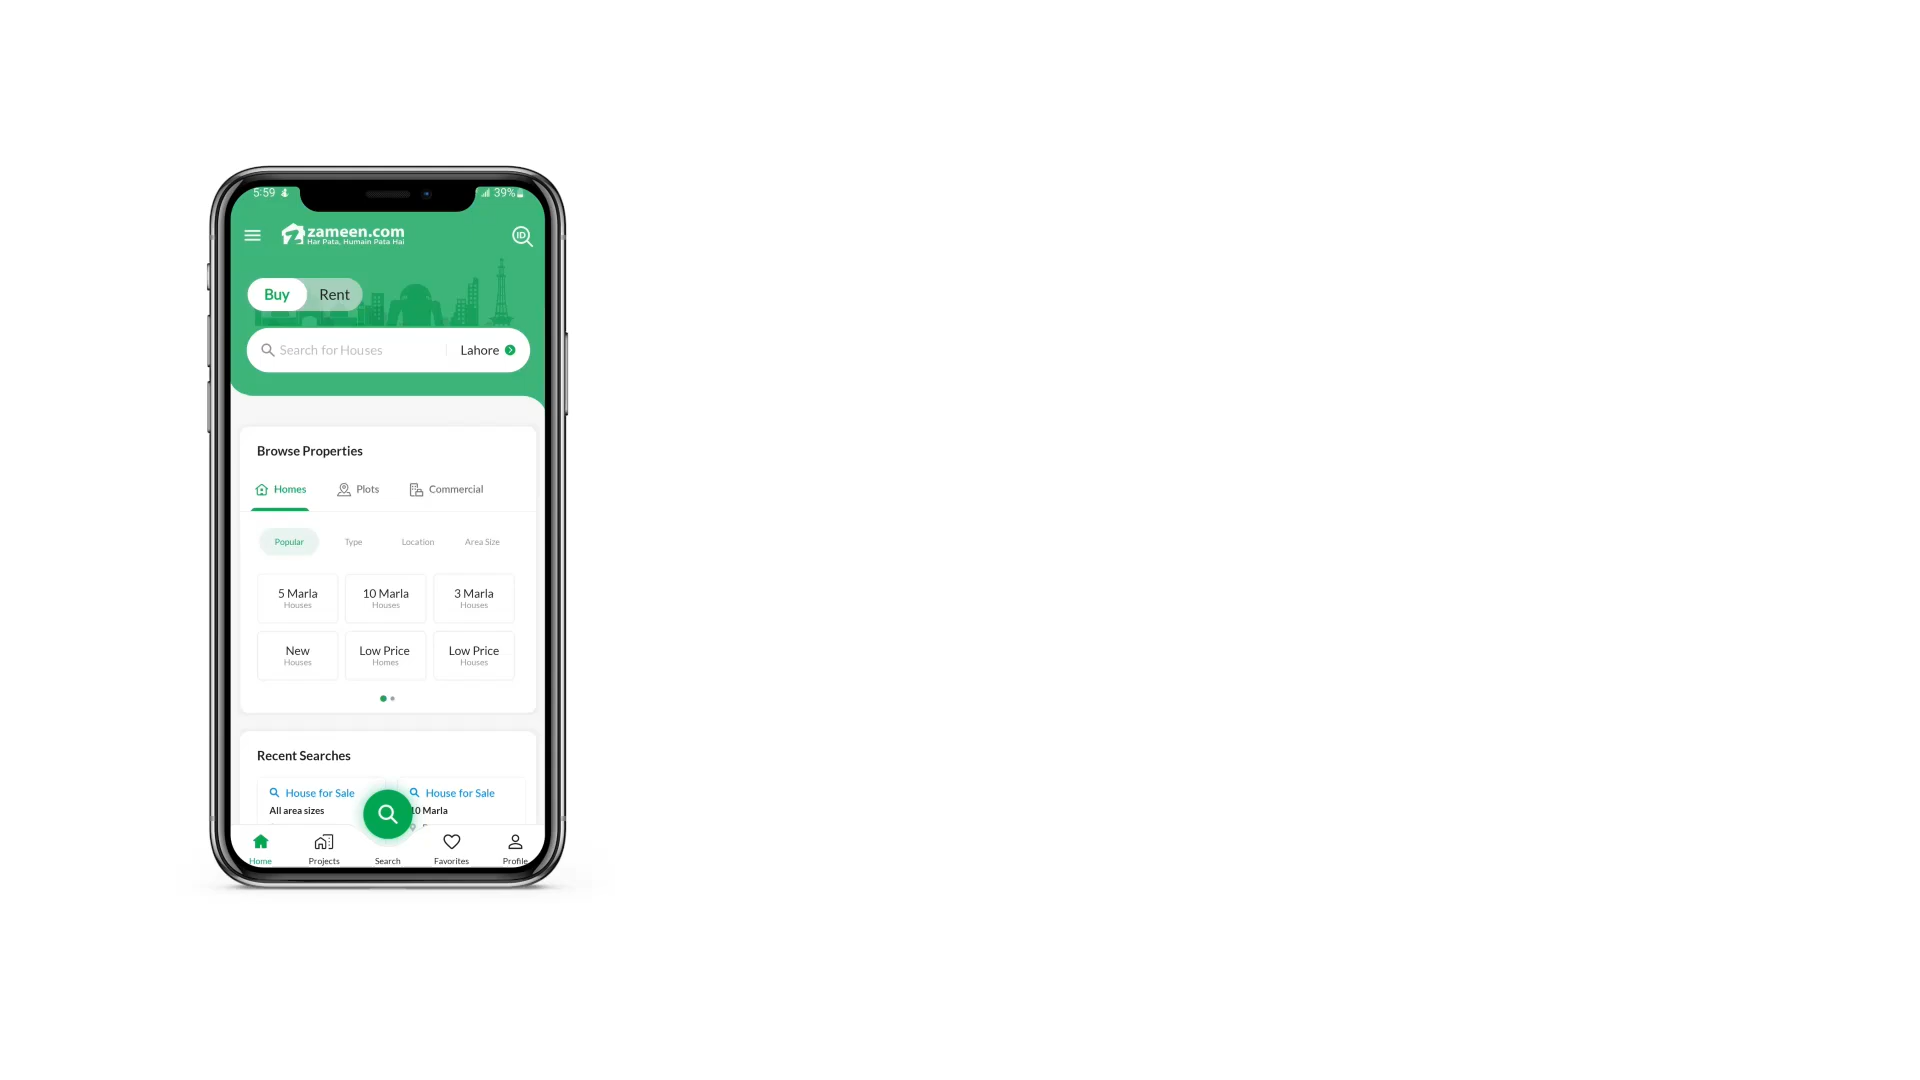 5:59 39%
zameen.com
Har Pata, Humain Pata Hai
ID
Buy Rent
Search for Houses Lahore
Browse Properties
Homes Plots Commercial
Popular Type Location Area Size
5 Marla 10 Marla 3 Marla
Houses Houses Houses
New Low Price Low Price
Houses Homes Houses
Recent Searches
House for Sale House for Sale
All area sizes 10 Marla
Home Projects Search Favorites Profile